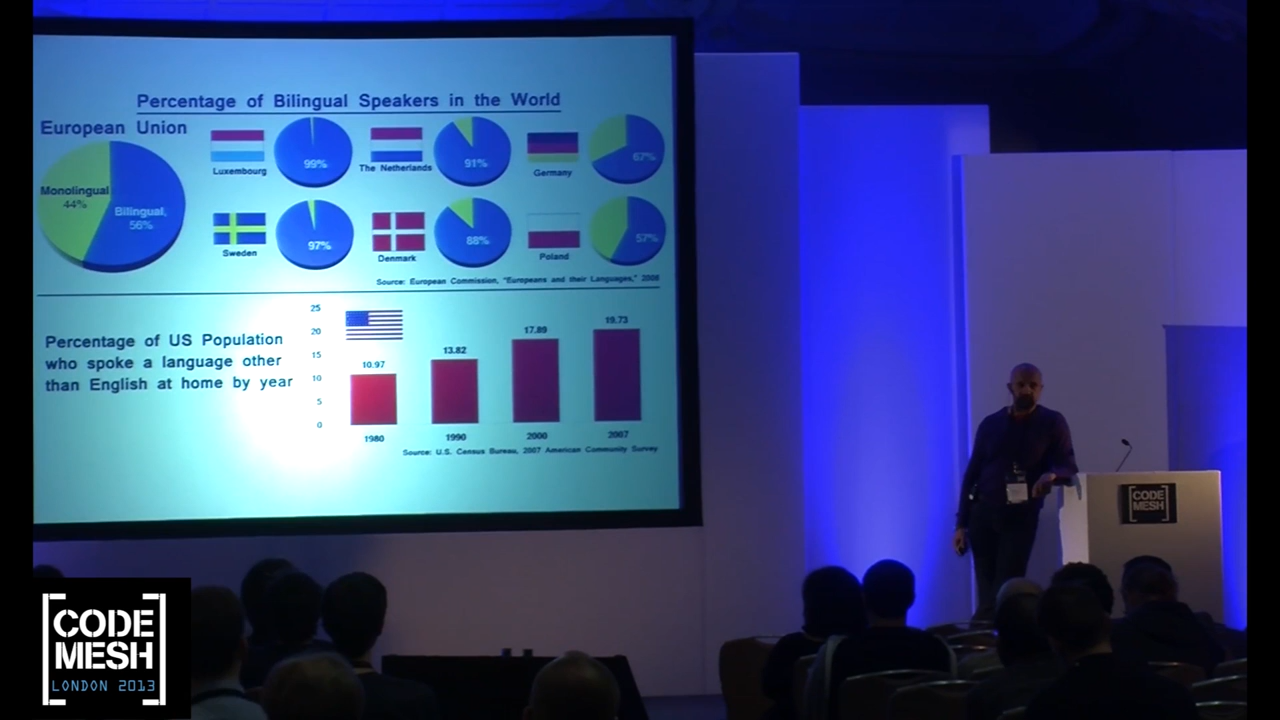 Percentage of Bilingual Speakers in the World
European Union
Monolingual
44%
Bilingual,
56%
Luxembourg
99%
The Netherlands
91%
Germany
67%
Sweden
97%
Denmark
88%
Poland
57%
Source: European Commission, "Europeans and their Languages," 2006
Percentage of US Population
who spoke a language other
than English at home by year
25
20
15
10
5
0
10.97
13.82
17.89
19.73
1980
1990
2000
2007
Source: U.S. Census Bureau, 2007 American Community Survey
CODE
MESH
CODE
MESH
LONDON 2013